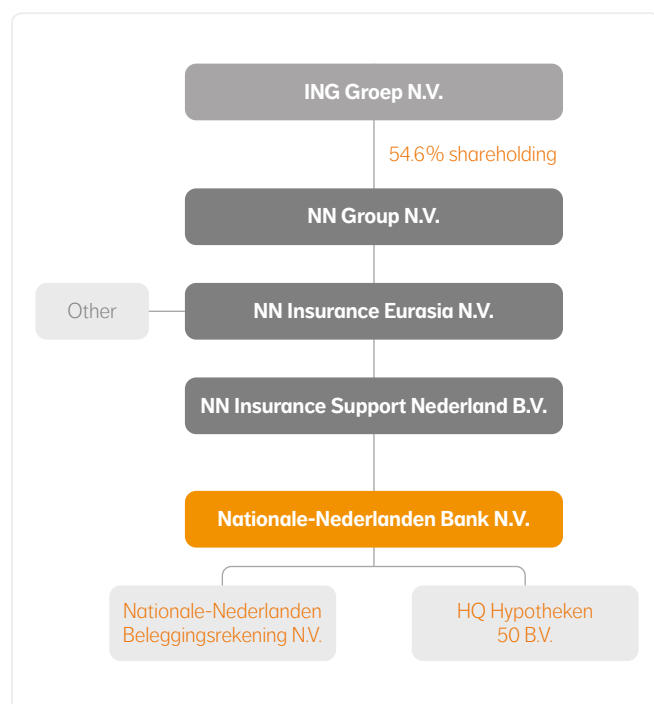 ING Groep N.V.
54.6% shareholding
NN Group N.V.
Other
NN Insurance Eurasia N.V.
NN Insurance Support Nederland B.V.
Nationale-Nederlanden Bank N.V.
Nationale-Nederlanden
Beleggingsrekening N.V.
HQ Hypotheken
50 B.V.